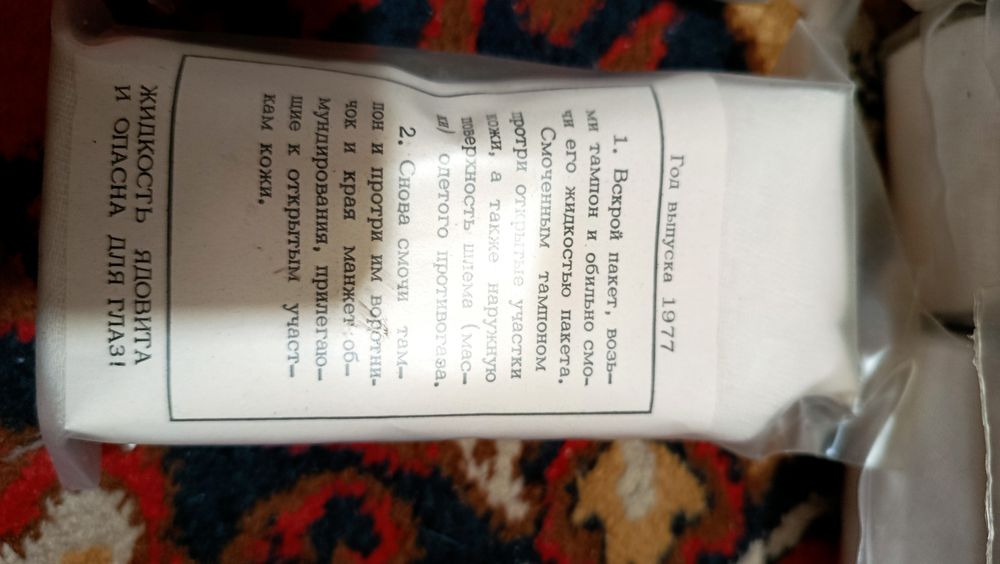 Год выпуска 1977
1. Вскрой пакет, возь-
ми тампон и обильно смо-
чи его жидкостью пакета.
Смоченным тампоном
протри открытые участки
кожи, а также наружную
поверхность шлема (мас-
ки) одетого противогаза.
2. Снова смочи там-
пон и протри им воротни-
чок и края манжет об-
мундирования, прилегаю-
щие к открытым участ-
кам кожи.
ЖИДКОСТЬ ЯДОВИТА
И ОПАСНА ДЛЯ ГЛАЗ!